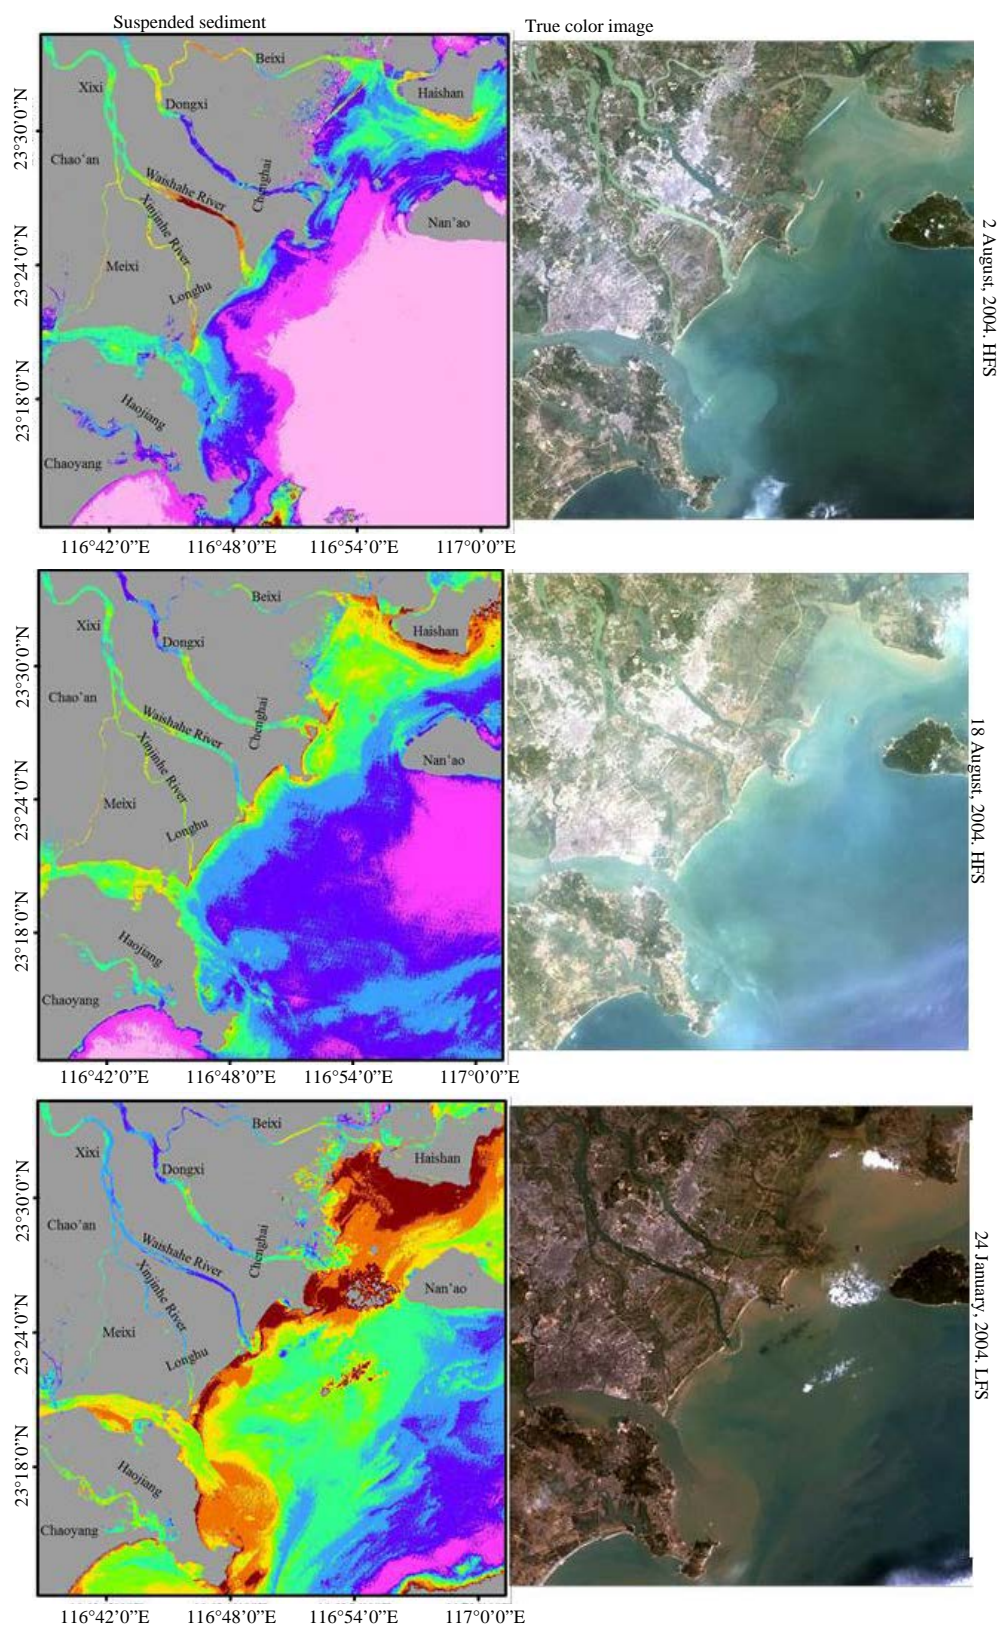 Suspended sediment
True color image
Beixi
Xixi
Haishan
Dongxi
23°30'0”N
Chao'an
Waishahe River
Chenghai
Xinjinhe River
Nan'ao
2 August, 2004. HFS
23°24'0”N
Meixi
Longhu
23°18'0”N
Haojiang
Chaoyang
116°42'0”E
116°48'0”E
116°54'0”E
117°0'0”E
Beixi
Xixi
Haishan
Dongxi
23°30'0”N
Chao'an
Waishahe River
Chenghai
Xinjinhe River
Nan'ao
18 August, 2004. HFS
23°24'0”N
Meixi
Longhu
23°18'0”N
Haojiang
Chaoyang
116°42'0”E
116°48'0”E
116°54'0”E
117°0'0”E
Beixi
Xixi
Haishan
Dongxi
23°30'0”N
Chao'an
Waishahe River
Chenghai
Xinjinhe River
Nan'ao
24 January, 2004. LFS
23°24'0”N
Meixi
Longhu
23°18'0”N
Haojiang
Chaoyang
116°42'0”E
116°48'0”E
116°54'0”E
117°0'0”E